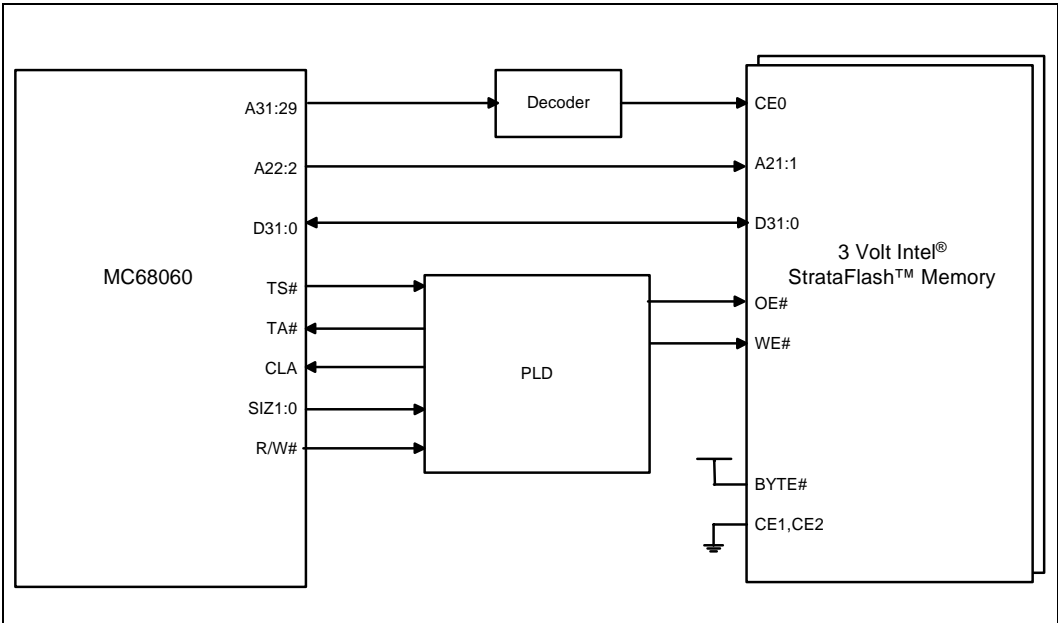 MC68060
A31:29
A22:2
D31:0
TS#
TA#
CLA
SIZ1:0
R/W#
Decoder
PLD
CE0
A21:1
D31:0
3 Volt Intel®
StrataFlash™ Memory
OE#
WE#
BYTE#
CE1,CE2